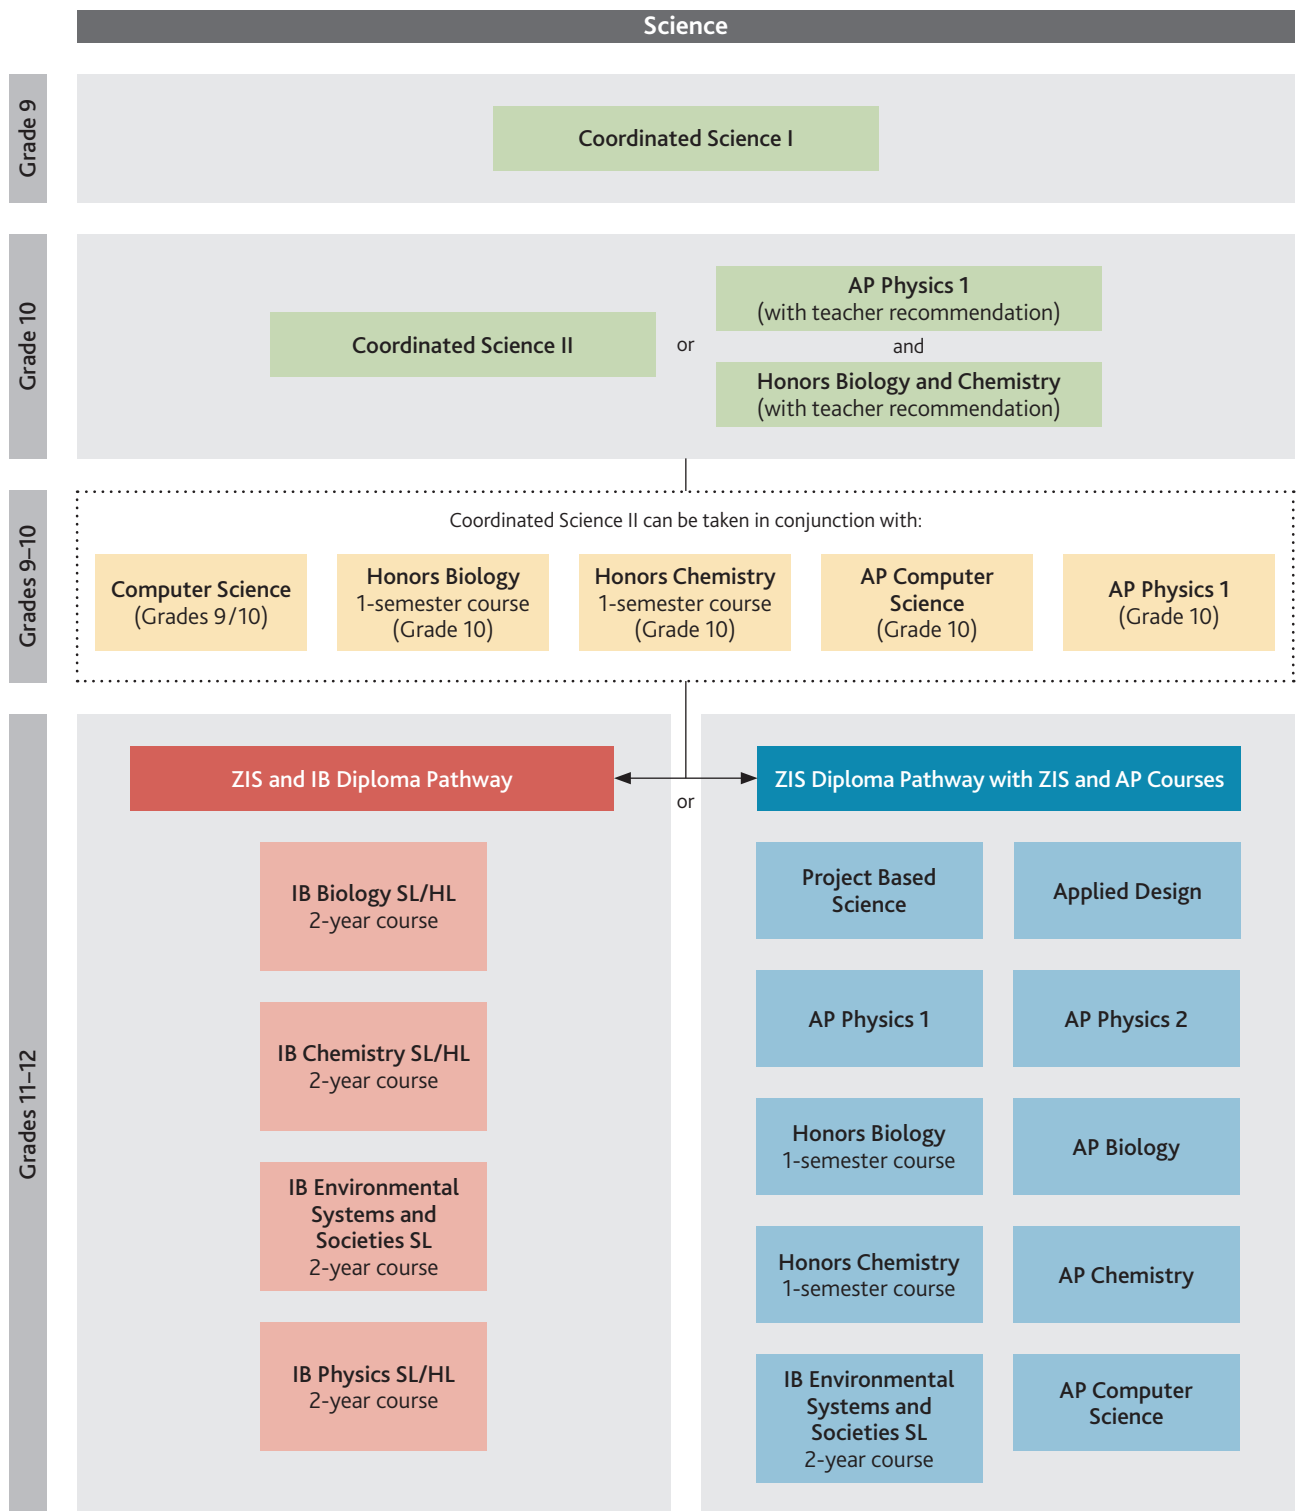 Science
Grade 9
Coordinated Science I
Grade 10
Coordinated Science II
or
AP Physics 1
(with teacher recommendation)
and
Honors Biology and Chemistry
(with teacher recommendation)
Grades 9–10
Coordinated Science II can be taken in conjunction with:
Computer Science
(Grades 9/10)
Honors Biology
1-semester course
(Grade 10)
Honors Chemistry
1-semester course
(Grade 10)
AP Computer
Science
(Grade 10)
AP Physics 1
(Grade 10)
Grades 11–12
ZIS and IB Diploma Pathway
or
ZIS Diploma Pathway with ZIS and AP Courses
IB Biology SL/HL
2-year course
IB Chemistry SL/HL
2-year course
IB Environmental
Systems and
Societies SL
2-year course
IB Physics SL/HL
2-year course
Project Based
Science
Applied Design
AP Physics 1
AP Physics 2
Honors Biology
1-semester course
AP Biology
Honors Chemistry
1-semester course
AP Chemistry
IB Environmental
Systems and
Societies SL
2-year course
AP Computer
Science